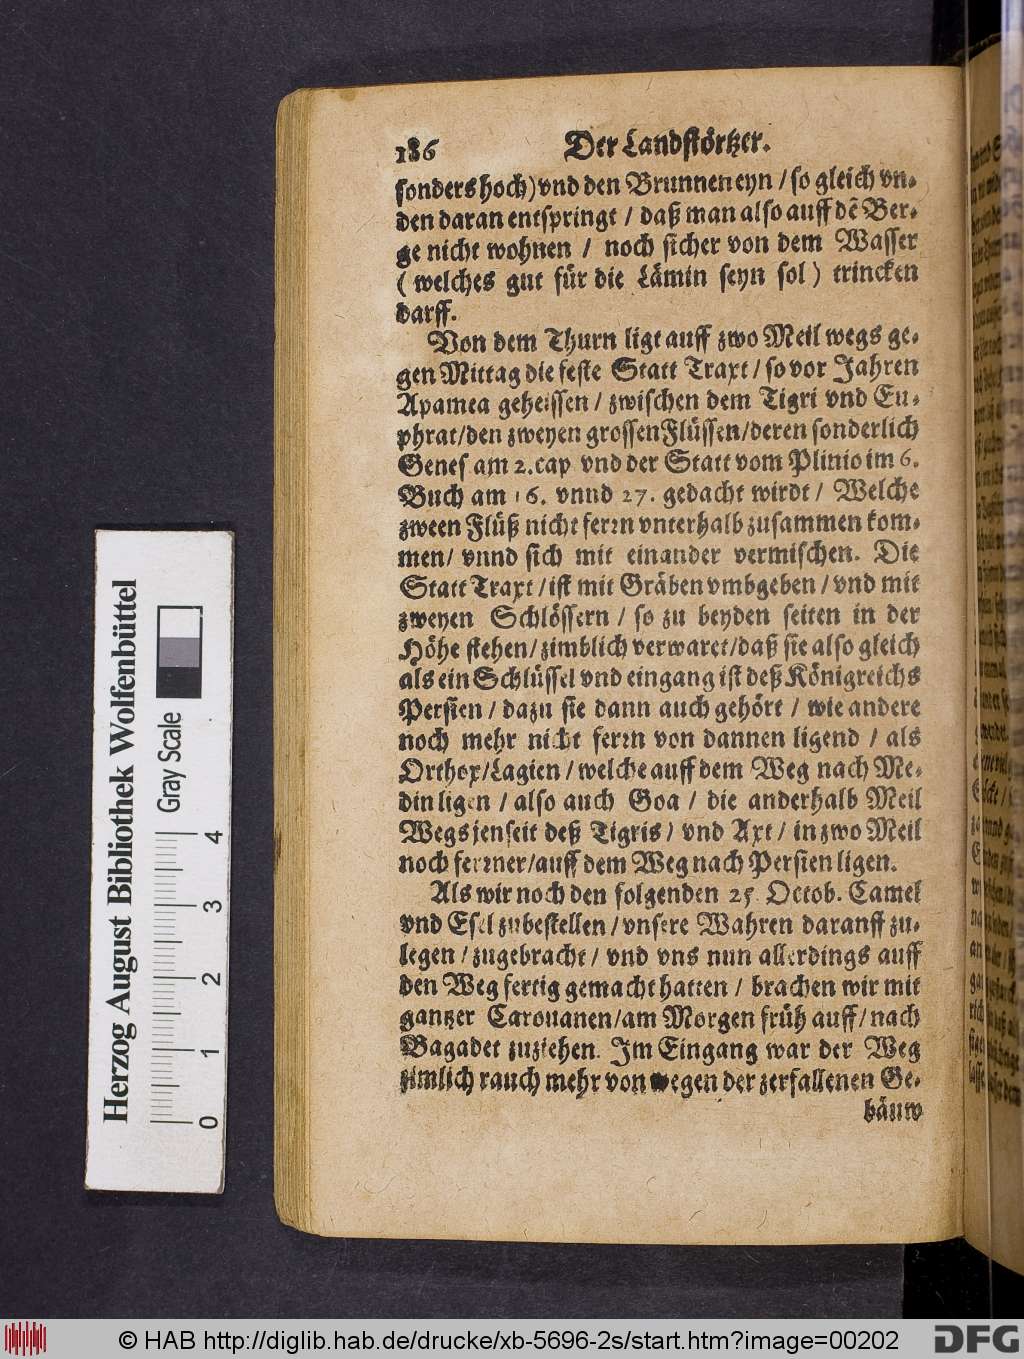 186 Der Landstörtzer.
sonders hoch) vnd den Brunnen eyn / so gleich vn-
den daran entspringt / daß man also auff dẽ Ber-
ge nicht wohnen / noch sicher von dem Wasser
( welches gut für die Lämin seyn sol ) trincken
darff.
Von dem Thurn ligt auff zwo Meil wegs ge-
gen Mittag die feste Statt Traxt / so vor Jahren
Apamea geheissen / zwischen dem Tigri vnd Eu-
phrat/den zweyen grossen Flüssen/deren sonderlich
Genes am 2.cap vnd der Statt vom Plinio im 6.
Buch am 16. vnnd 27. gedacht wirdt / Welche
zween Flüß nicht ferrn vnterhalb zusammen kom-
men/ vnnd sich mit einander vermischen. Die
Statt Traxt / ist mit Gräben vmbgeben / vnd mit
zweyen Schlössern / so zu beyden seiten in der
Höhe stehen/ zimblich verwaret/daß sie also gleich
als ein Schlüssel vnd eingang ist deß Königreichs
Persien / dazu sie dann auch gehört / wie andere
noch mehr nicht ferrn von dannen ligend / als
Orthox/Lagien / welche auff dem Weg nach Me-
din ligen / also auch Goa / die anderhalb Meil
Wegs jenseit deß Tigris / vnd Axt / in zwo Meil
noch ferrner/auff dem Weg nach Persien ligen.
Als wir noch den folgenden 25. Octob. Camel
vnd Esel zubestellen / vnsere Wahren daranff zu-
legen / zugebracht / vnd vns nun allerdings auff
den Weg fertig gemacht hatten / brachen wir mit
gantzer Carouanen/am Morgen früh auff/ nach
Bagadet zuziehen. Im Eingang war der Weg
zimlich rauch mehr von wegen der zerfallenen Ge-
bäuw
Herzog August Bibliothek Wolfenbüttel
Gray Scale
0 1 2 3 4
© HAB http://diglib.hab.de/drucke/xb-5696-2s/start.htm?image=00202
DFG